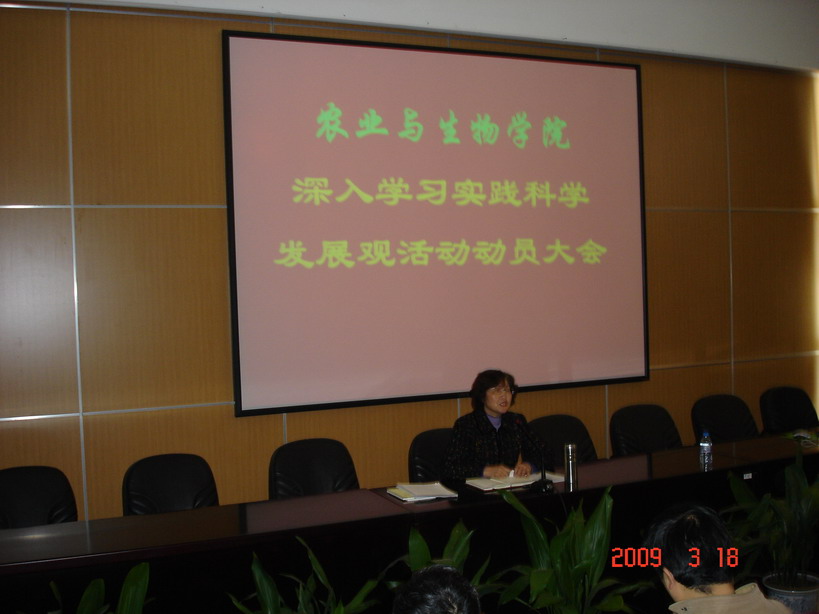 农业与生物学院
深入学习实践科学
发展观活动动员大会
2009 3 18